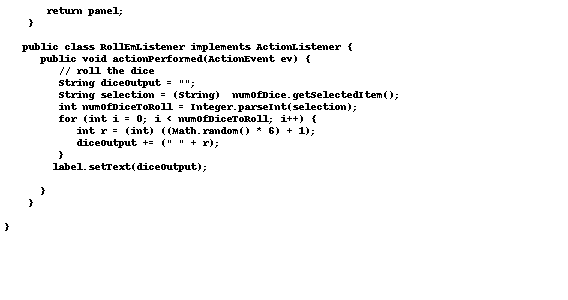 return panel;
}
public class RollEmListener implements ActionListener {
public void actionPerformed(ActionEvent ev) {
// roll the dice
String diceOutput = "";
String selection = (String)  numOfDice.getSelectedItem();
int numOfDiceToRoll = Integer.parseInt(selection);
for (int i = 0; i < numOfDiceToRoll; i++) {
int r = (int) ((Math.random() * 6) + 1);
diceOutput += (" " + r);
}
label.setText(diceOutput);
}
}
}